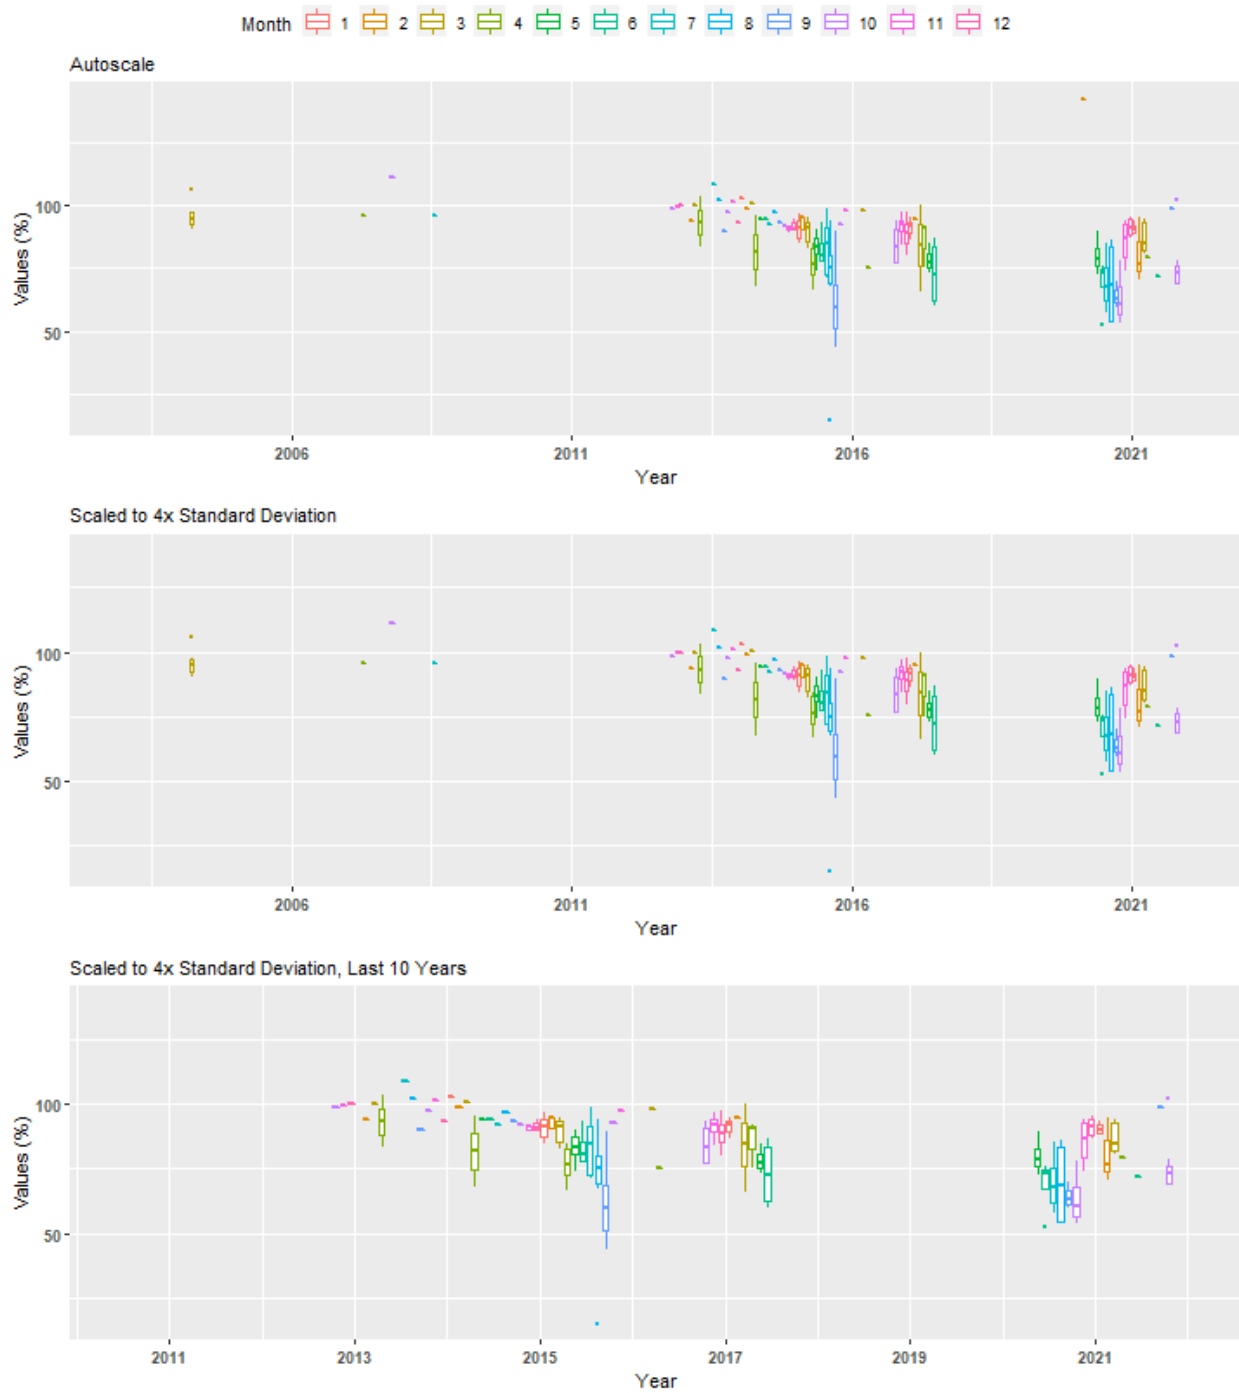 Month 1 2 3 4 5 6 7 8 9 10 11 12
Autoscale
100
50
Values (%)
2006 2011 2016 2021
Year
Scaled to 4x Standard Deviation
100
50
Values (%)
2006 2011 2016 2021
Year
Scaled to 4x Standard Deviation, Last 10 Years
100
50
Values (%)
2011 2013 2015 2017 2019 2021
Year